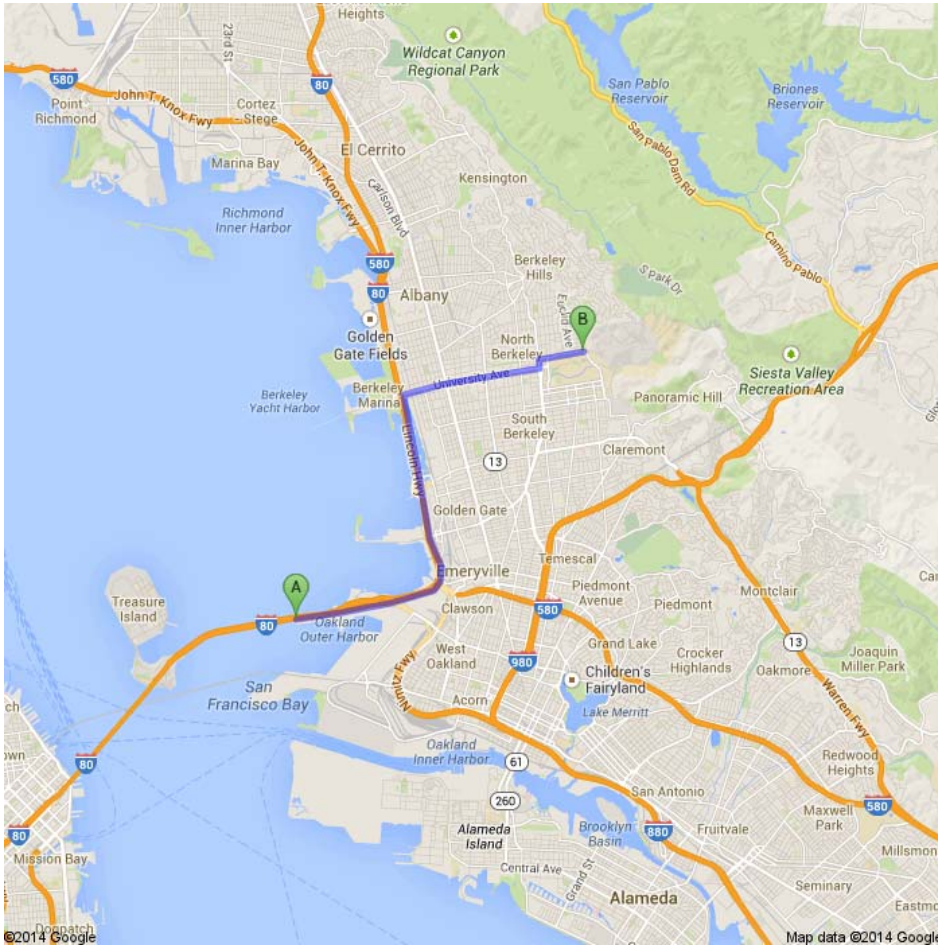 Heights
Wildcat Canyon
Regional Park
23rd St
80
580
Point
Richmond
John T. Knox Fwy
Cortez
Stege
Marina Bay
El Cerrito
John T. Knox Fwy
Carlson Blvd
San Pablo
Reservoir
Briones
Reservoir
San Pablo Dam Rd
Camino Pablo
Kensington
Richmond
Inner Harbor
580
80
Albany
Berkeley
Hills
S Park Dr
Euclid Ave
Golden
Gate Fields
North
Berkeley
B
Siesta Valley
Recreation Area
University Ave
Berkeley
Marina
Berkeley
Yacht Harbor
Panoramic Hill
South
Berkeley
Lincoln Hwy
13
Claremont
Golden Gate
Temescal
Emeryville
Treasure
Island
A
80
Oakland
Outer Harbor
Clawson
580
Piedmont
Avenue
Piedmont
Montclair
13
Joaquin
Miller Park
West
Oakland
980
Grand Lake
Crocker
Highlands
Oakmore
San
Francisco Bay
Nimitz Fwy
Acorn
Children's
Fairyland
Lake Merritt
Warren Fwy
Oakland
Inner Harbor
61
260
80
80
Redwood
Heights
580
San Antonio
Maxwell
Park
Mission Bay
Alameda
Island
Brooklyn
Basin
880
Fruitvale
Millsmo
Central Ave
Grand St
Alameda
Seminary
Eastmo
Dogpatch
©2014 Google
Map data ©2014 Google